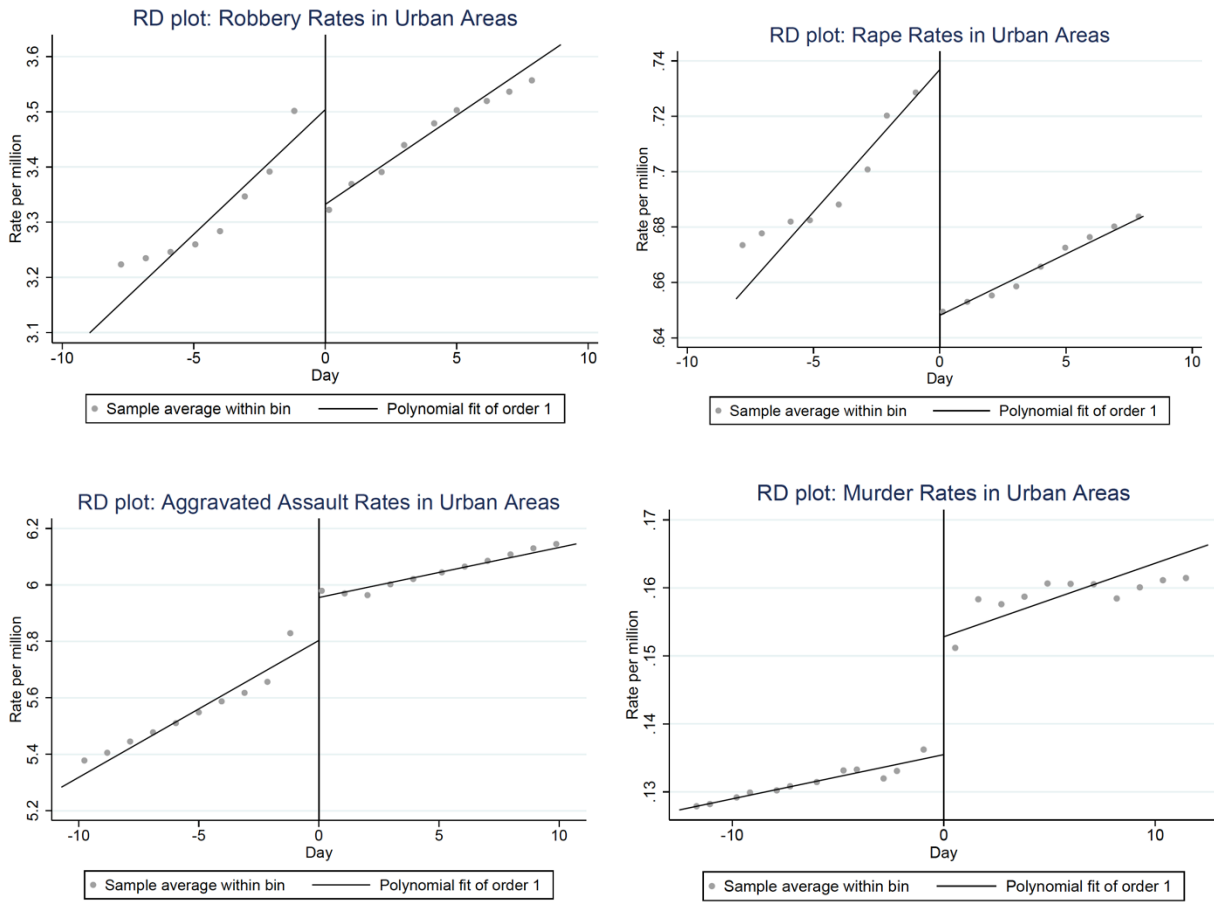 RD plot: Robbery Rates in Urban Areas
Rate per million
3.6
3.5
3.4
3.3
3.2
3.1
-10 -5 0 5 10
Day
Sample average within bin Polynomial fit of order 1
RD plot: Rape Rates in Urban Areas
Rate per million
.74
.72
.7
.68
.66
.64
-10 -5 0 5 10
Day
Sample average within bin Polynomial fit of order 1
RD plot: Aggravated Assault Rates in Urban Areas
Rate per million
6.2
6
5.8
5.6
5.4
5.2
-10 -5 0 5 10
Day
Sample average within bin Polynomial fit of order 1
RD plot: Murder Rates in Urban Areas
Rate per million
.17
.16
.15
.14
.13
-10 0 10
Day
Sample average within bin Polynomial fit of order 1